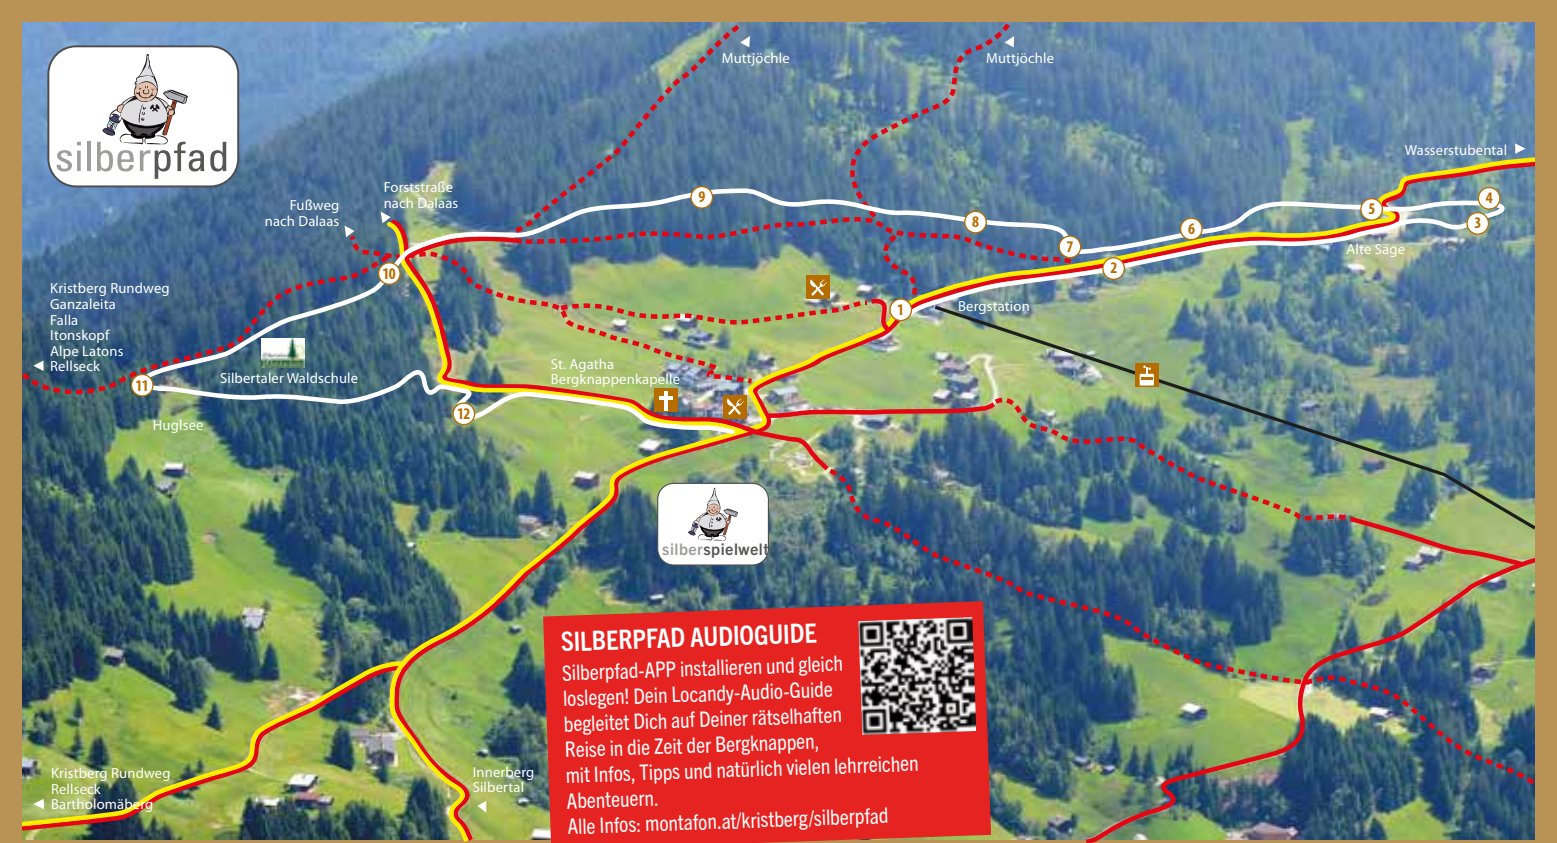 silberpfad
Muttjöchle
Muttjöchle
Wasserstubental
Forststraße
nach Dalaas
Fußweg
nach Dalaas
9
5
4
3
8
6
7
2
Alte Säge
10
Kristberg Rundweg
Ganzaleita
Falla
Itonskopf
Alpe Latons
Rellseck
1
Bergstation
Silbertaler Waldschule
St. Agatha
Bergknappenkapelle
11
12
Huglsee
silberspielwelt
SILBERPFAD AUDIOGUIDE
Silberpfad-APP installieren und gleich
loslegen! Dein Locandy-Audio-Guide
begleitet Dich auf Deiner rätselhaften
Reise in die Zeit der Bergknappen,
mit Infos, Tipps und natürlich vielen lehrreichen
Abenteuern.
Alle Infos: montafon.at/kristberg/silberpfad
Kristberg Rundweg
Rellseck
Bartholomäberg
Innerberg
Silbertal